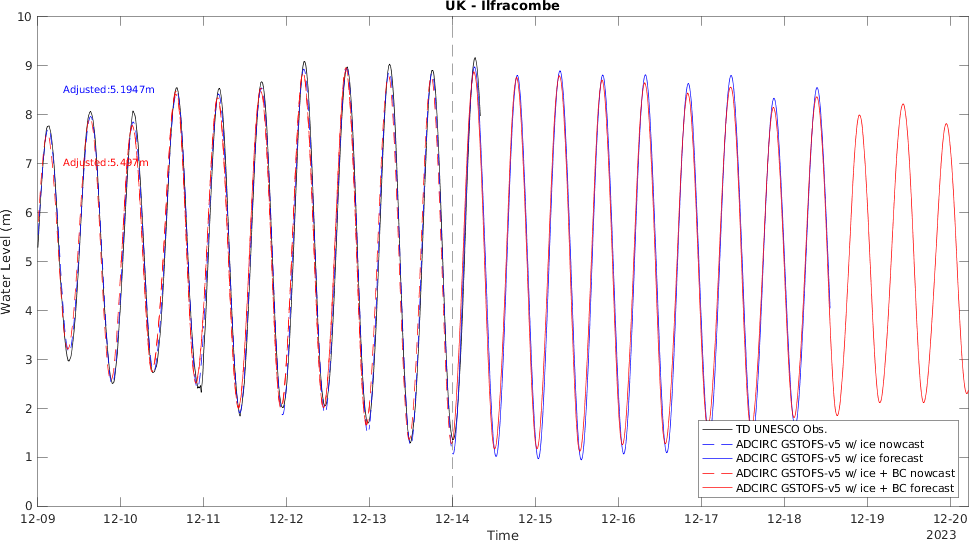 UK - Ilfracombe
10
9
8
7
6
5
4
3
2
1
0
Water Level (m)
Adjusted:5.1947m
Adjusted:5.497m
TD UNESCO Obs.
ADCIRC GSTOFS-v5 w/ ice nowcast
ADCIRC GSTOFS-v5 w/ ice forecast
ADCIRC GSTOFS-v5 w/ ice + BC nowcast
ADCIRC GSTOFS-v5 w/ ice + BC forecast
12-09 12-10 12-11 12-12 12-13 12-14 12-15 12-16 12-17 12-18 12-19 12-20
Time 2023